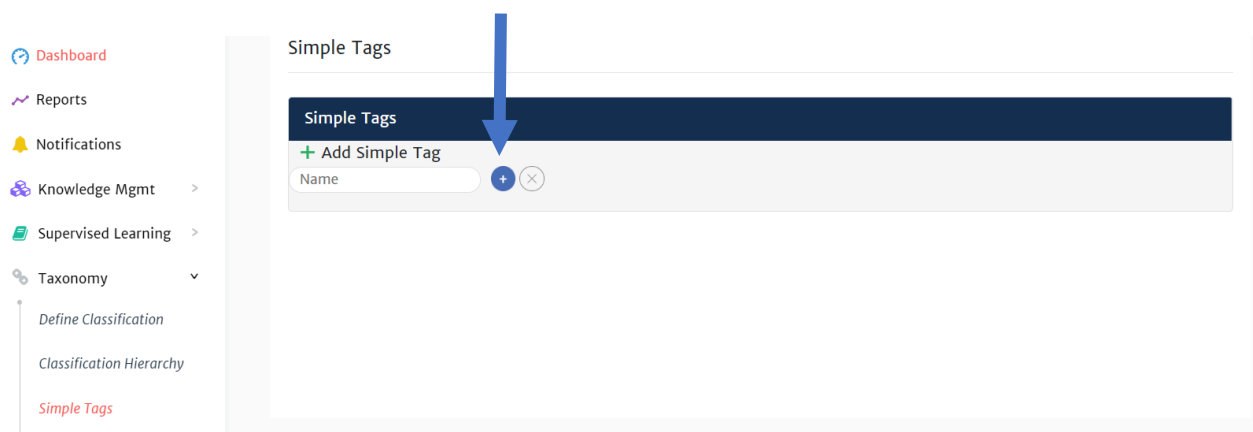 Dashboard
Reports
Notifications
Knowledge Mgmt
Supervised Learning
Taxonomy
Define Classification
Classification Hierarchy
Simple Tags
Simple Tags
Simple Tags
+ Add Simple Tag
Name